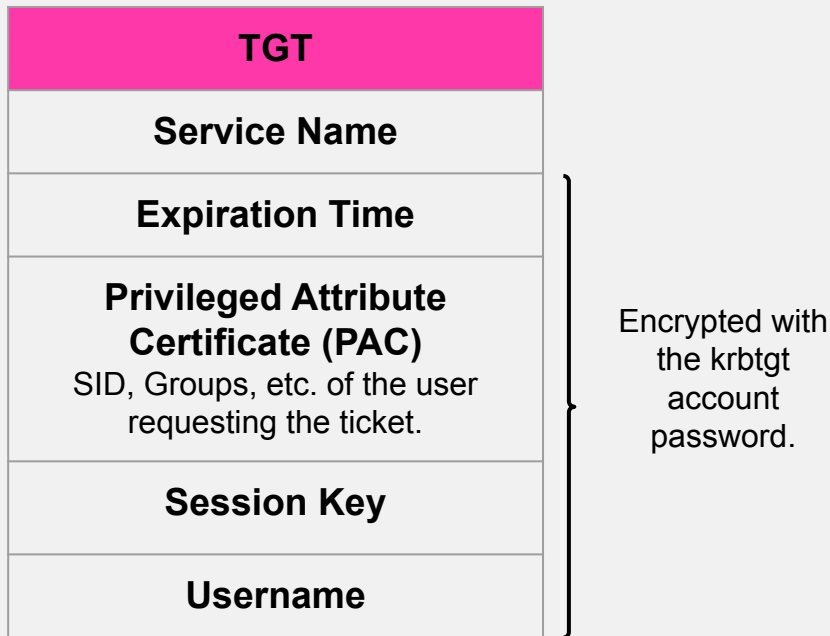 TGT
Service Name
Expiration Time
Privileged Attribute
Certificate (PAC)
SID, Groups, etc. of the user
requesting the ticket.
Session Key
Username
Encrypted with
the krbtgt
account
password.